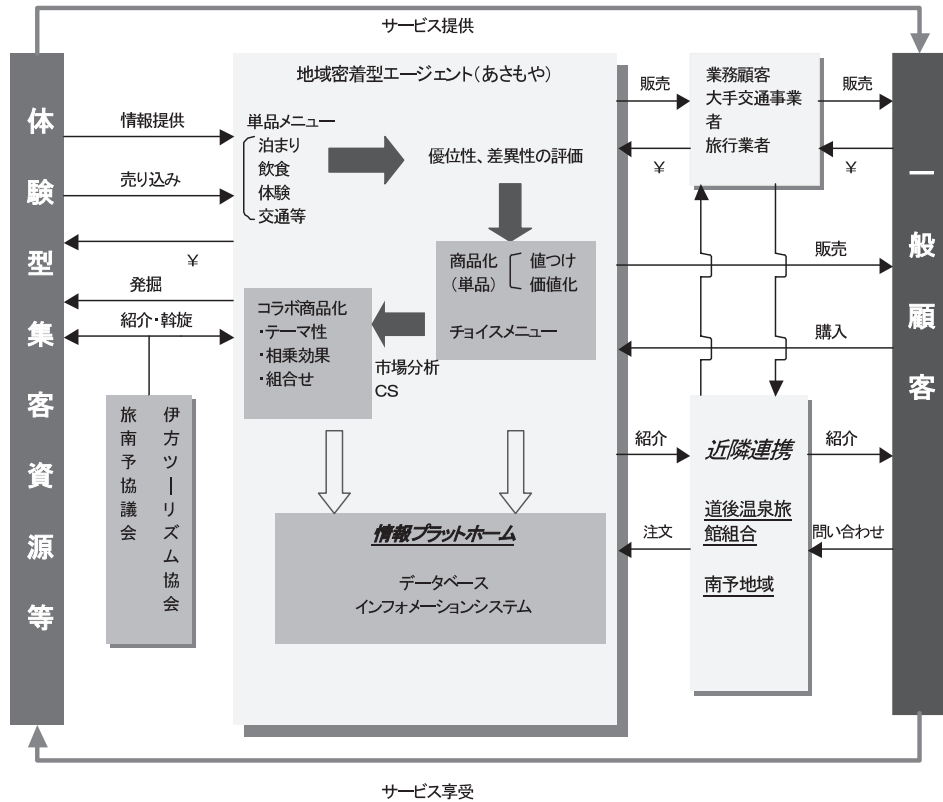 サービス提供
体験型集客資源等
情報提供
売り込み
¥
発掘
紹介・斡旋
伊方ツーリズム協会
旅南予協議会
地域密着型エージェント(あさもや)
単品メニュー
泊まり
飲食
体験
交通等
優位性、差異性の評価
商品化
(単品)
値つけ
価値化
チョイスメニュー
コラボ商品化
・テーマ性
・相乗効果
・組合せ
市場分析
CS
情報プラットホーム
データベース
インフォメーションシステム
販売
¥
業務顧客
大手交通事業
者
旅行業者
販売
¥
販売
購入
紹介
注文
近隣連携
道後温泉旅
館組合
南予地域
紹介
問い合わせ
一般顧客
サービス享受